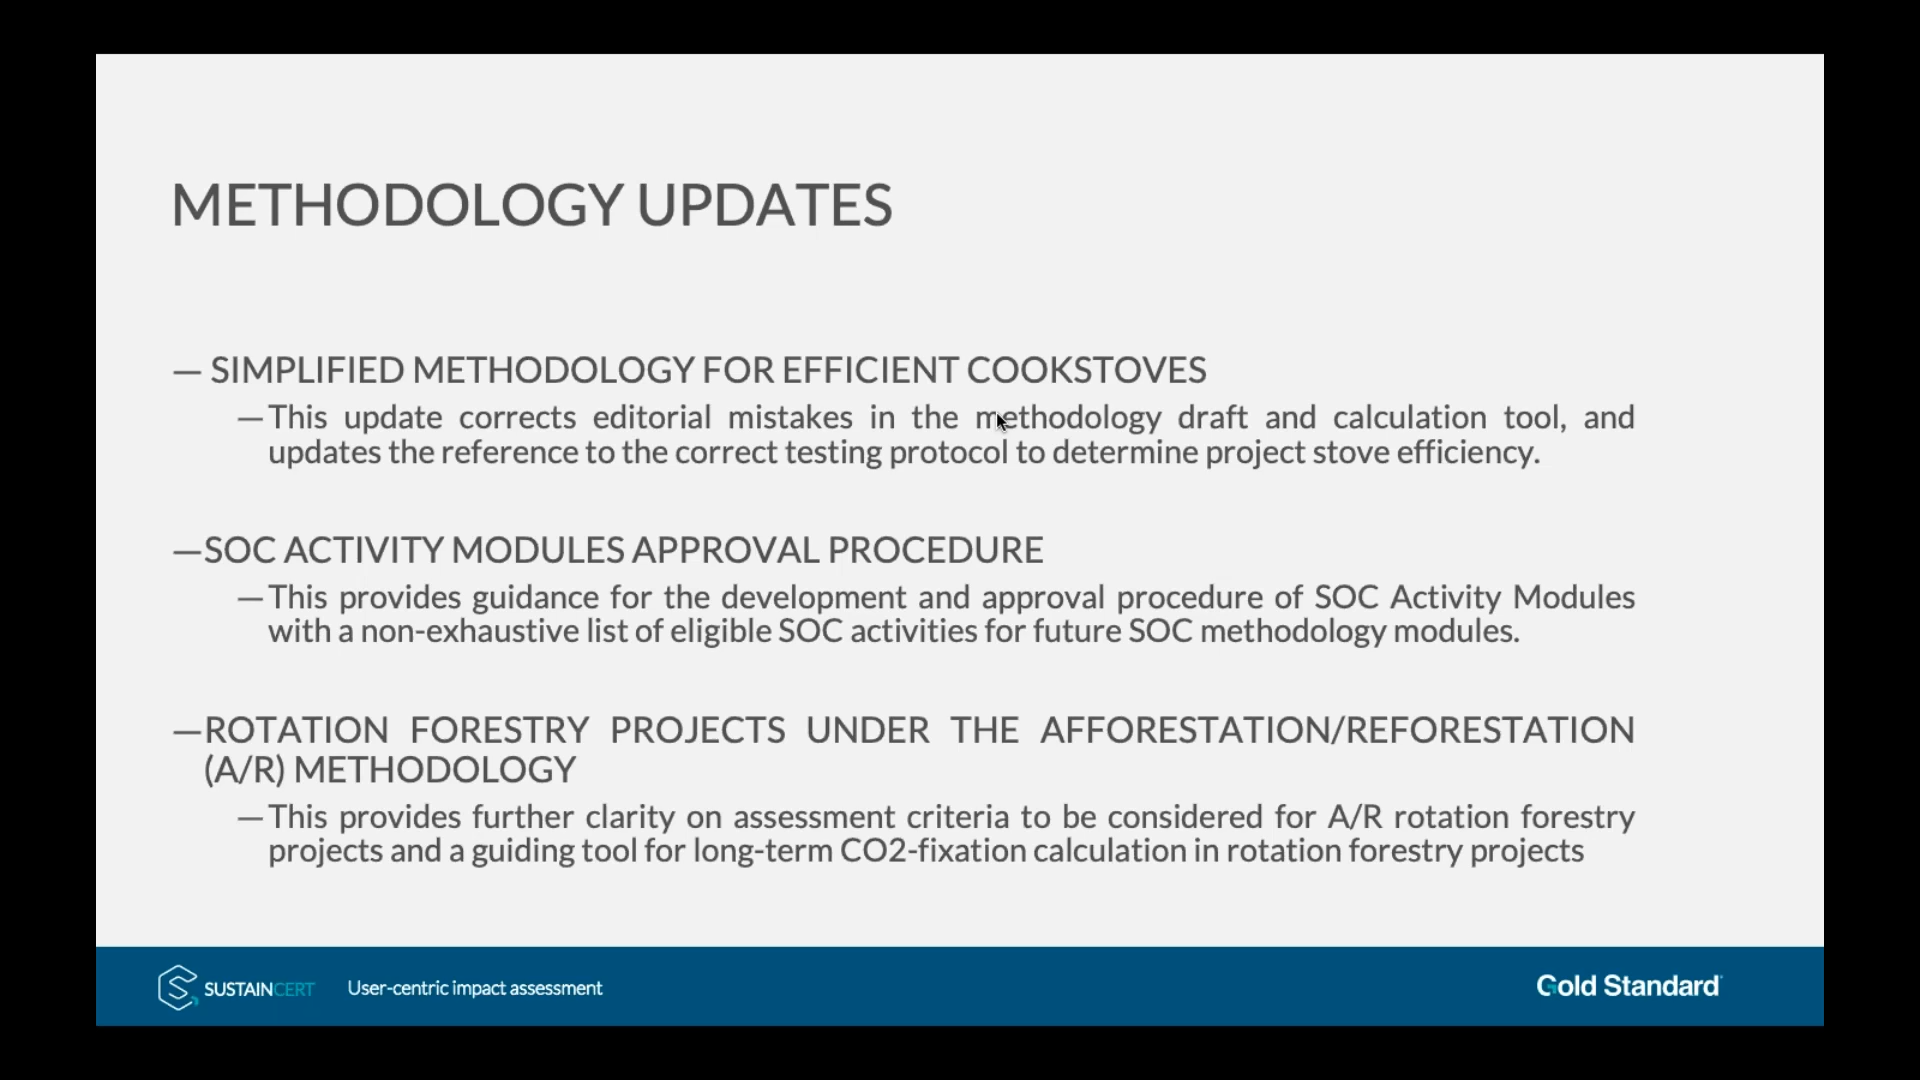 METHODOLOGY UPDATES
— SIMPLIFIED METHODOLOGY FOR EFFICIENT COOKSTOVES
—This update corrects editorial mistakes in the methodology draft and calculation tool, and
updates the reference to the correct testing protocol to determine project stove efficiency.
—SOC ACTIVITY MODULES APPROVAL PROCEDURE
—This provides guidance for the development and approval procedure of SOC Activity Modules
with a non-exhaustive list of eligible SOC activities for future SOC methodology modules.
—ROTATION FORESTRY PROJECTS UNDER THE AFFORESTATION/REFORESTATION
(A/R) METHODOLOGY
—This provides further clarity on assessment criteria to be considered for A/R rotation forestry
projects and a guiding tool for long-term CO2-fixation calculation in rotation forestry projects
SUSTAINCERT User-centric impact assessment Gold Standard